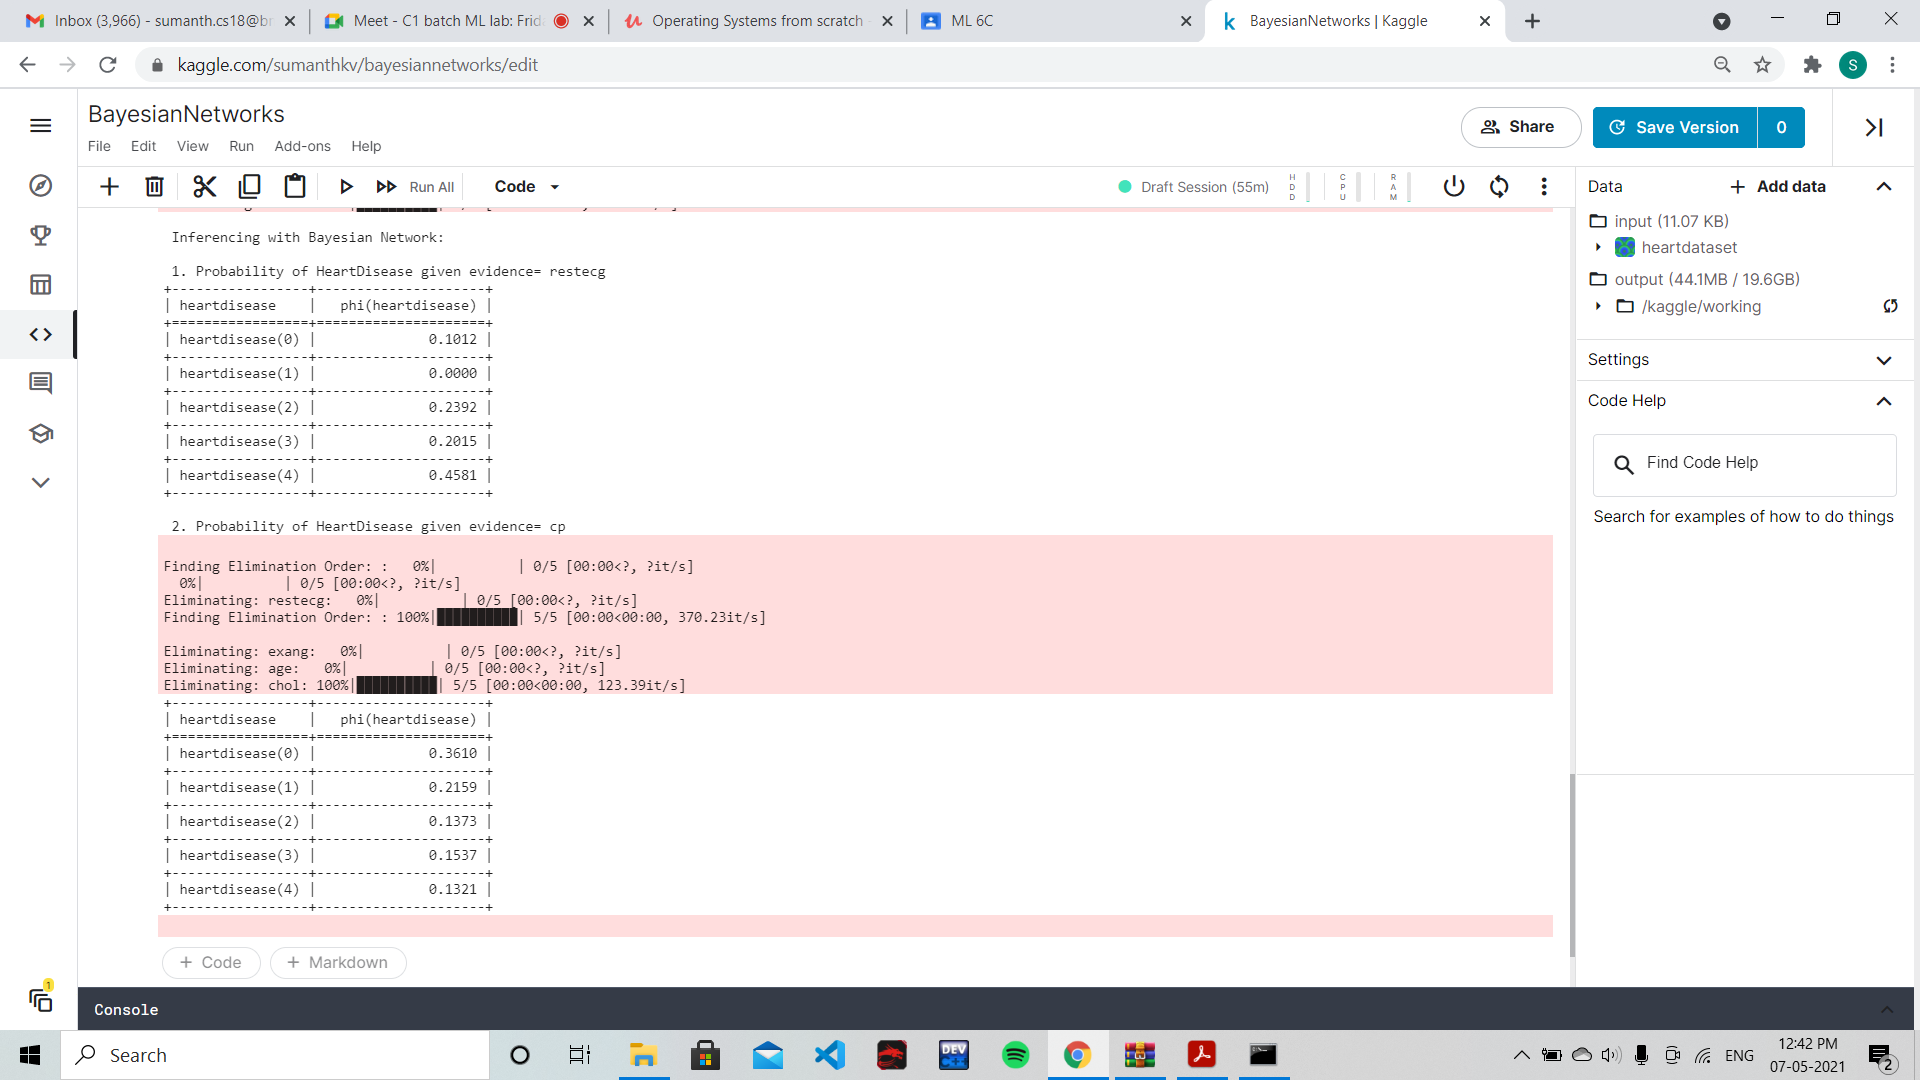 Inbox (3,966) - sumanth.cs18@br
Meet - C1 batch ML lab: Frid
Operating Systems from scratch
ML 6C
BayesianNetworks | Kaggle
kaggle.com/sumanthkv/bayesiannetworks/edit
S
BayesianNetworks
File Edit View Run Add-ons Help
Share
Save Version 0
Run All
Code
Draft Session (55m)
HDD
CPU
RAM
Data
Add data
input (11.07 KB)
heartdataset
output (44.1MB / 19.6GB)
/kaggle/working
Settings
Code Help
Find Code Help
Search for examples of how to do things
Inferencing with Bayesian Network:
1. Probability of HeartDisease given evidence= restecg
+-----------------+---------------------+
| heartdisease    |   phi(heartdisease) |
+=================+=====================+
| heartdisease(0) |              0.1012 |
+-----------------+---------------------+
| heartdisease(1) |              0.0000 |
+-----------------+---------------------+
| heartdisease(2) |              0.2392 |
+-----------------+---------------------+
| heartdisease(3) |              0.2015 |
+-----------------+---------------------+
| heartdisease(4) |              0.4581 |
+-----------------+---------------------+
2. Probability of HeartDisease given evidence= cp
Finding Elimination Order: :   0%|          | 0/5 [00:00<?, ?it/s]
0%|          | 0/5 [00:00<?, ?it/s]
Eliminating: restecg:   0%|          | 0/5 [00:00<?, ?it/s]
Finding Elimination Order: : 100%|██████████| 5/5 [00:00<00:00, 370.23it/s]
Eliminating: exang:   0%|          | 0/5 [00:00<?, ?it/s]
Eliminating: age:   0%|          | 0/5 [00:00<?, ?it/s]
Eliminating: chol: 100%|██████████| 5/5 [00:00<00:00, 123.39it/s]
+-----------------+---------------------+
| heartdisease    |   phi(heartdisease) |
+=================+=====================+
| heartdisease(0) |              0.3610 |
+-----------------+---------------------+
| heartdisease(1) |              0.2159 |
+-----------------+---------------------+
| heartdisease(2) |              0.1373 |
+-----------------+---------------------+
| heartdisease(3) |              0.1537 |
+-----------------+---------------------+
| heartdisease(4) |              0.1321 |
+-----------------+---------------------+
+ Code
+ Markdown
1
Console
Search
DEV C++
ENG
12:42 PM
07-05-2021
2